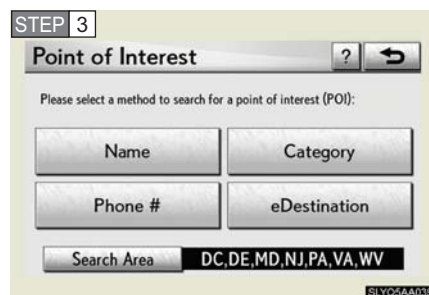 STEP 3
Point of Interest ?
Please select a method to search for a point of interest (POI):
Name Category
Phone # eDestination
Search Area DC,DE,MD,NJ,PA,VA,WV
SLYO5AA039